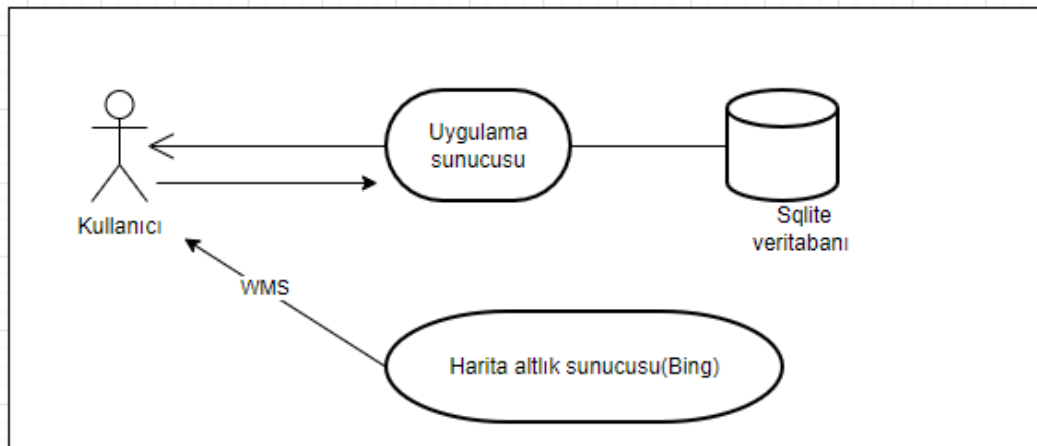 Uygulama
sunucusu
Kullanıcı
Sqlite
veritabanı
WMS
Harita altlık sunucusu(Bing)